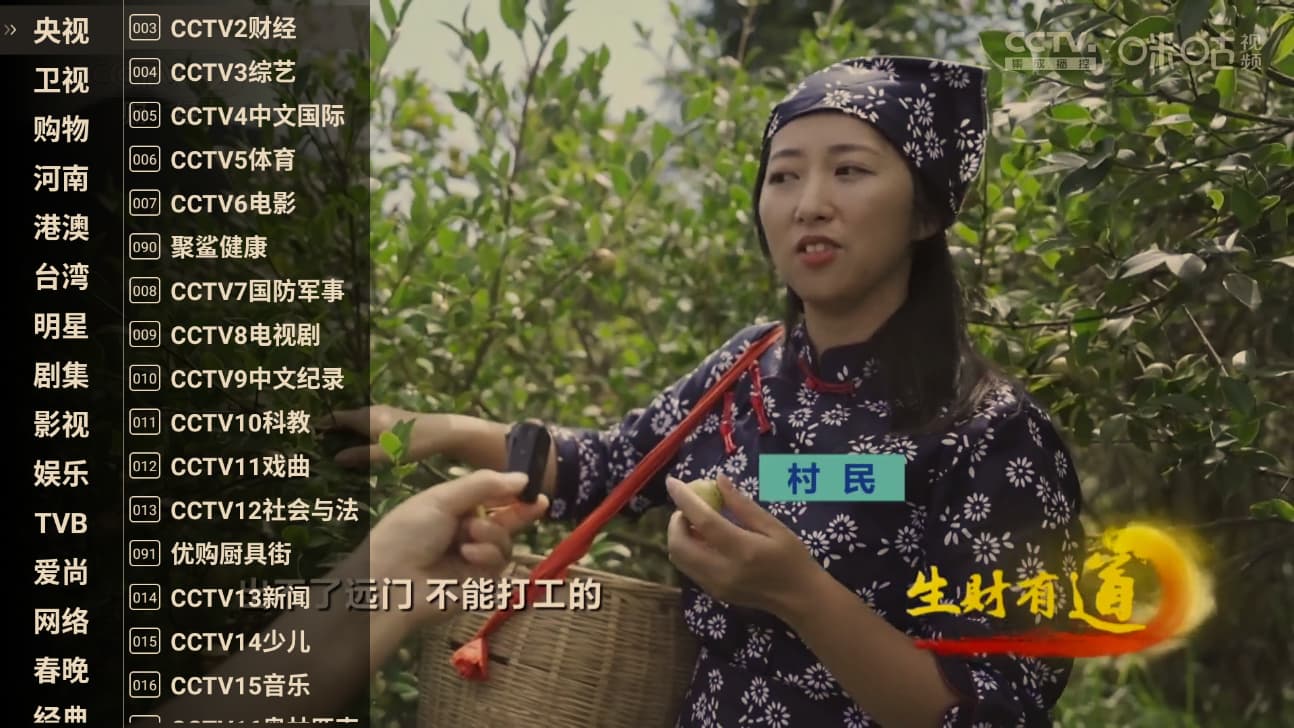 央视
卫视
购物
河南
港澳
台湾
明星
剧集
影视
娱乐
TVB
爱尚
网络
春晚
经典
003 CCTV2财经
004 CCTV3综艺
005 CCTV4中文国际
006 CCTV5体育
007 CCTV6电影
090 聚鲨健康
008 CCTV7国防军事
009 CCTV8电视剧
010 CCTV9中文纪录
011 CCTV10科教
012 CCTV11戏曲
013 CCTV12社会与法
091 优购厨具街
014 CCTV13新闻
015 CCTV14少儿
016 CCTV15音乐
CCTV.
集成播控
咪咕
视频
村民
生财有道
了远门 不能打工的